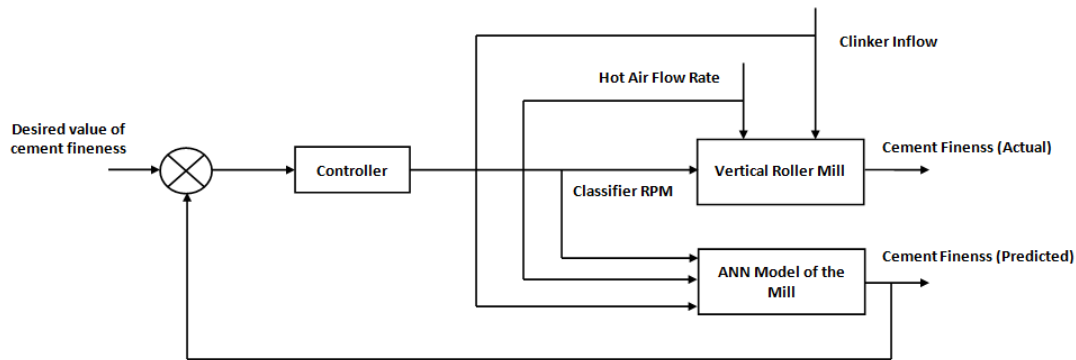 Clinker Inflow
Hot Air Flow Rate
Desired value of
cement fineness
Controller
Classifier RPM
Vertical Roller Mill
Cement Finenss (Actual)
ANN Model of the
Mill
Cement Finenss (Predicted)